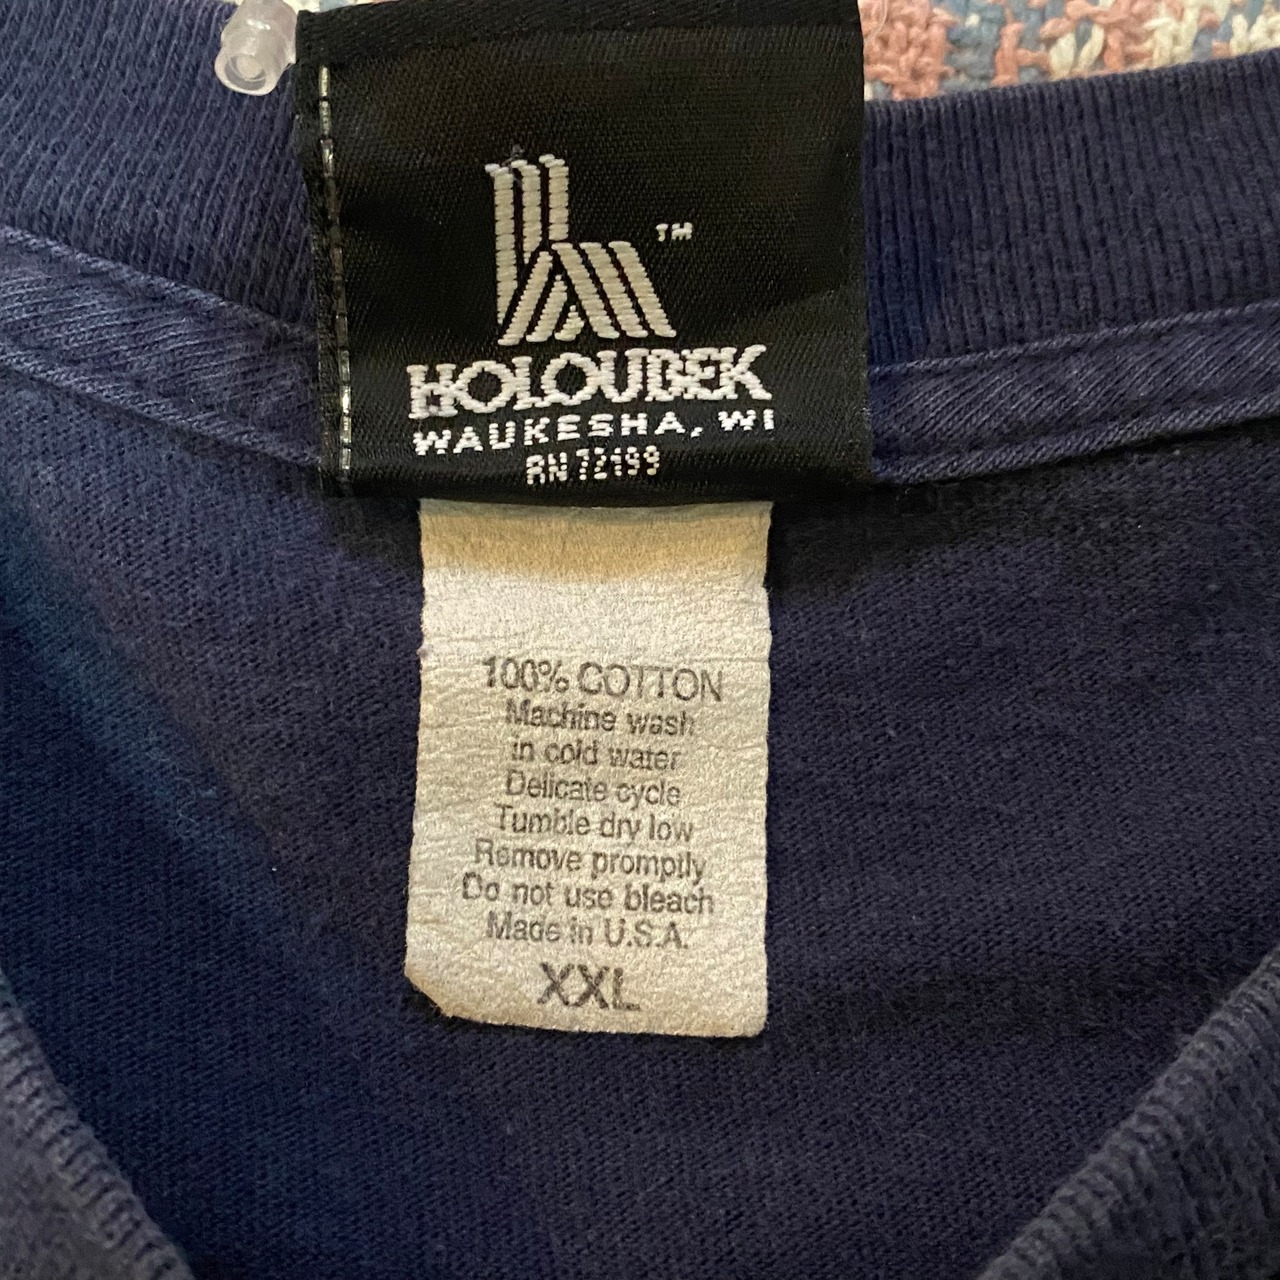 TM
HOLOUBEK
WAUKESHA, WI
RN 72199
100% COTTON
Machine wash
in cold water
Delicate cycle
Tumble dry low
Remove promptly
Do not use bleach
Made in U.S.A.
XXL